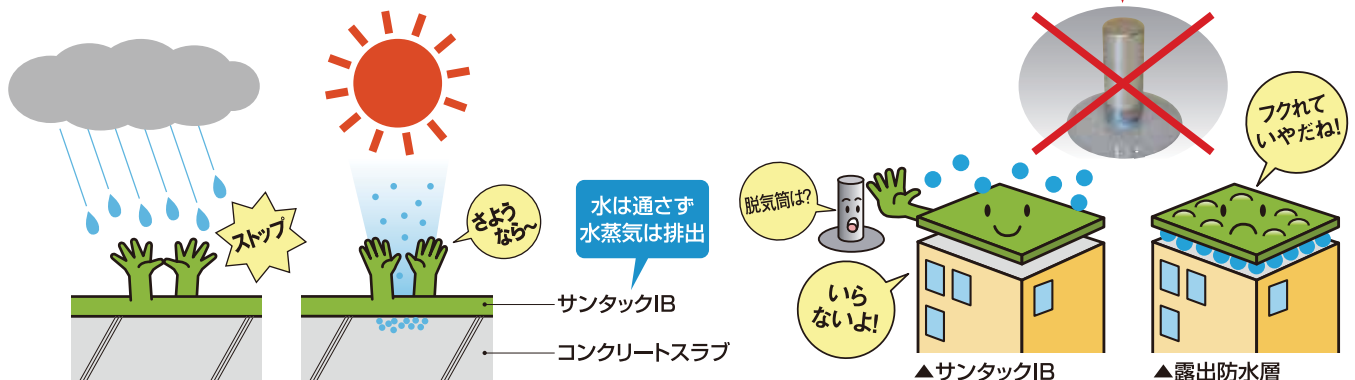 ストップ
さよう
なら～
水は通さず
水蒸気は排出
サンタックIB
コンクリートスラブ
脱気筒は?
いら
ないよ!
▲サンタックIB
フクれて
いやだね!
▲露出防水層